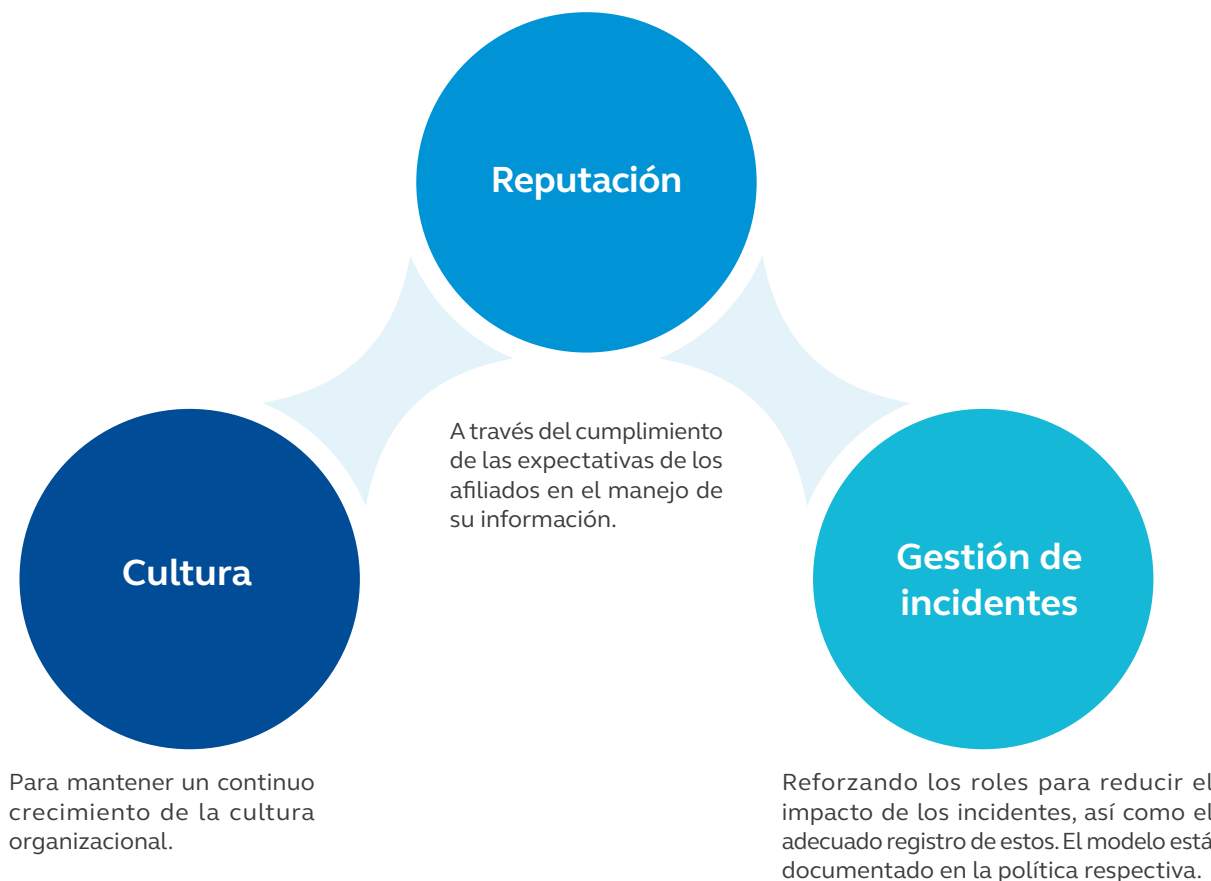 Reputación
A través del cumplimiento
de las expectativas de los
afiliados en el manejo de
su información.
Cultura
Para mantener un continuo
crecimiento de la cultura
organizacional.
Gestión de
incidentes
Reforzando los roles para reducir el
impacto de los incidentes, así como el
adecuado registro de estos. El modelo está
documentado en la política respectiva.